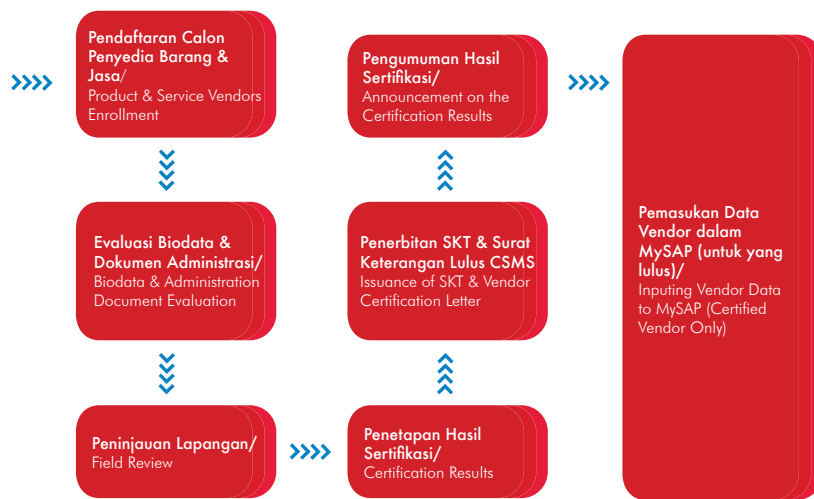 Pendaftaran Calon
Penyedia Barang &
Jasa/
Product & Service Vendors
Enrollment
Evaluasi Biodata &
Dokumen Administrasi/
Biodata & Administration
Document Evaluation
Peninjauan Lapangan/
Field Review
Penetapan Hasil
Sertifikasi/
Certification Results
Penerbitan SKT & Surat
Keterangan Lulus CSMS
Issuance of SKT & Vendor
Certification Letter
Pengumuman Hasil
Sertifikasi/
Announcement on the
Certification Results
Pemasukan Data
Vendor dalam
MySAP (untuk yang
lulus)/
Inputing Vendor Data
to MySAP (Certified
Vendor Only)